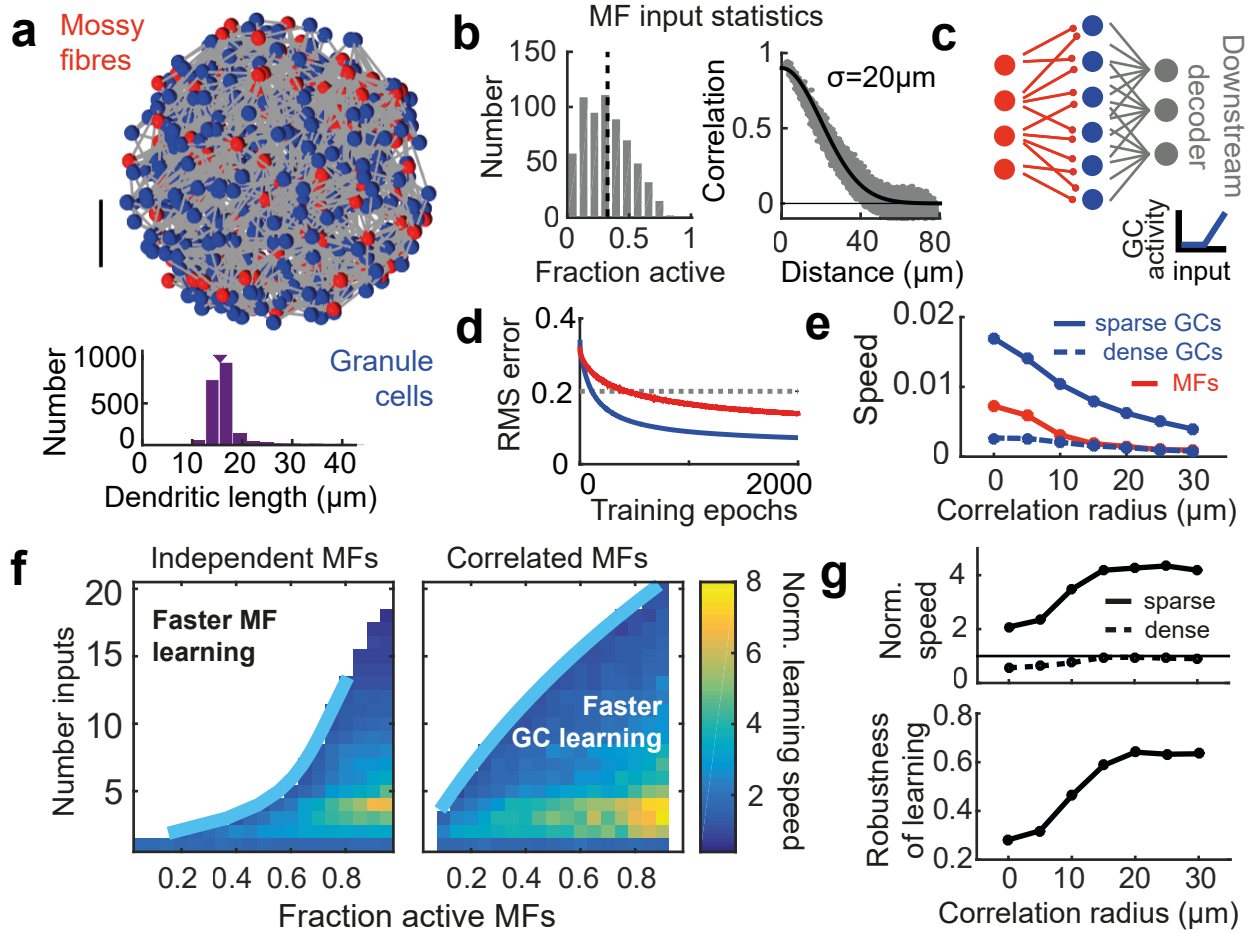 a
Mossy
fibres
1000
500
0
Number
Granule
cells
0 10 20 30 40
Dendritic length (µm)
b
MF input statistics
150
100
50
0
Number
0 0.5 1
Fraction active
1
0.5
0
Correlation
σ=20µm
0 40 80
Distance (µm)
c
Downstream
decoder
GC
activity
input
d
0.4
0.2
0
RMS error
0 2000
Training epochs
e
0.02
0.01
0
Speed
sparse GCs
dense GCs
MFs
0 10 20 30
Correlation radius (µm)
f
Independent MFs
Correlated MFs
20
15
10
5
Number inputs
Faster MF
learning
Faster
GC learning
0.2 0.4 0.6 0.8
0.2 0.4 0.6 0.8
Fraction active MFs
8
6
4
2
Norm. learning speed
g
4
2
0
Norm.
speed
sparse
dense
0.8
0.6
0.4
0.2
Robustness
of learning
0 10 20 30
Correlation radius (µm)